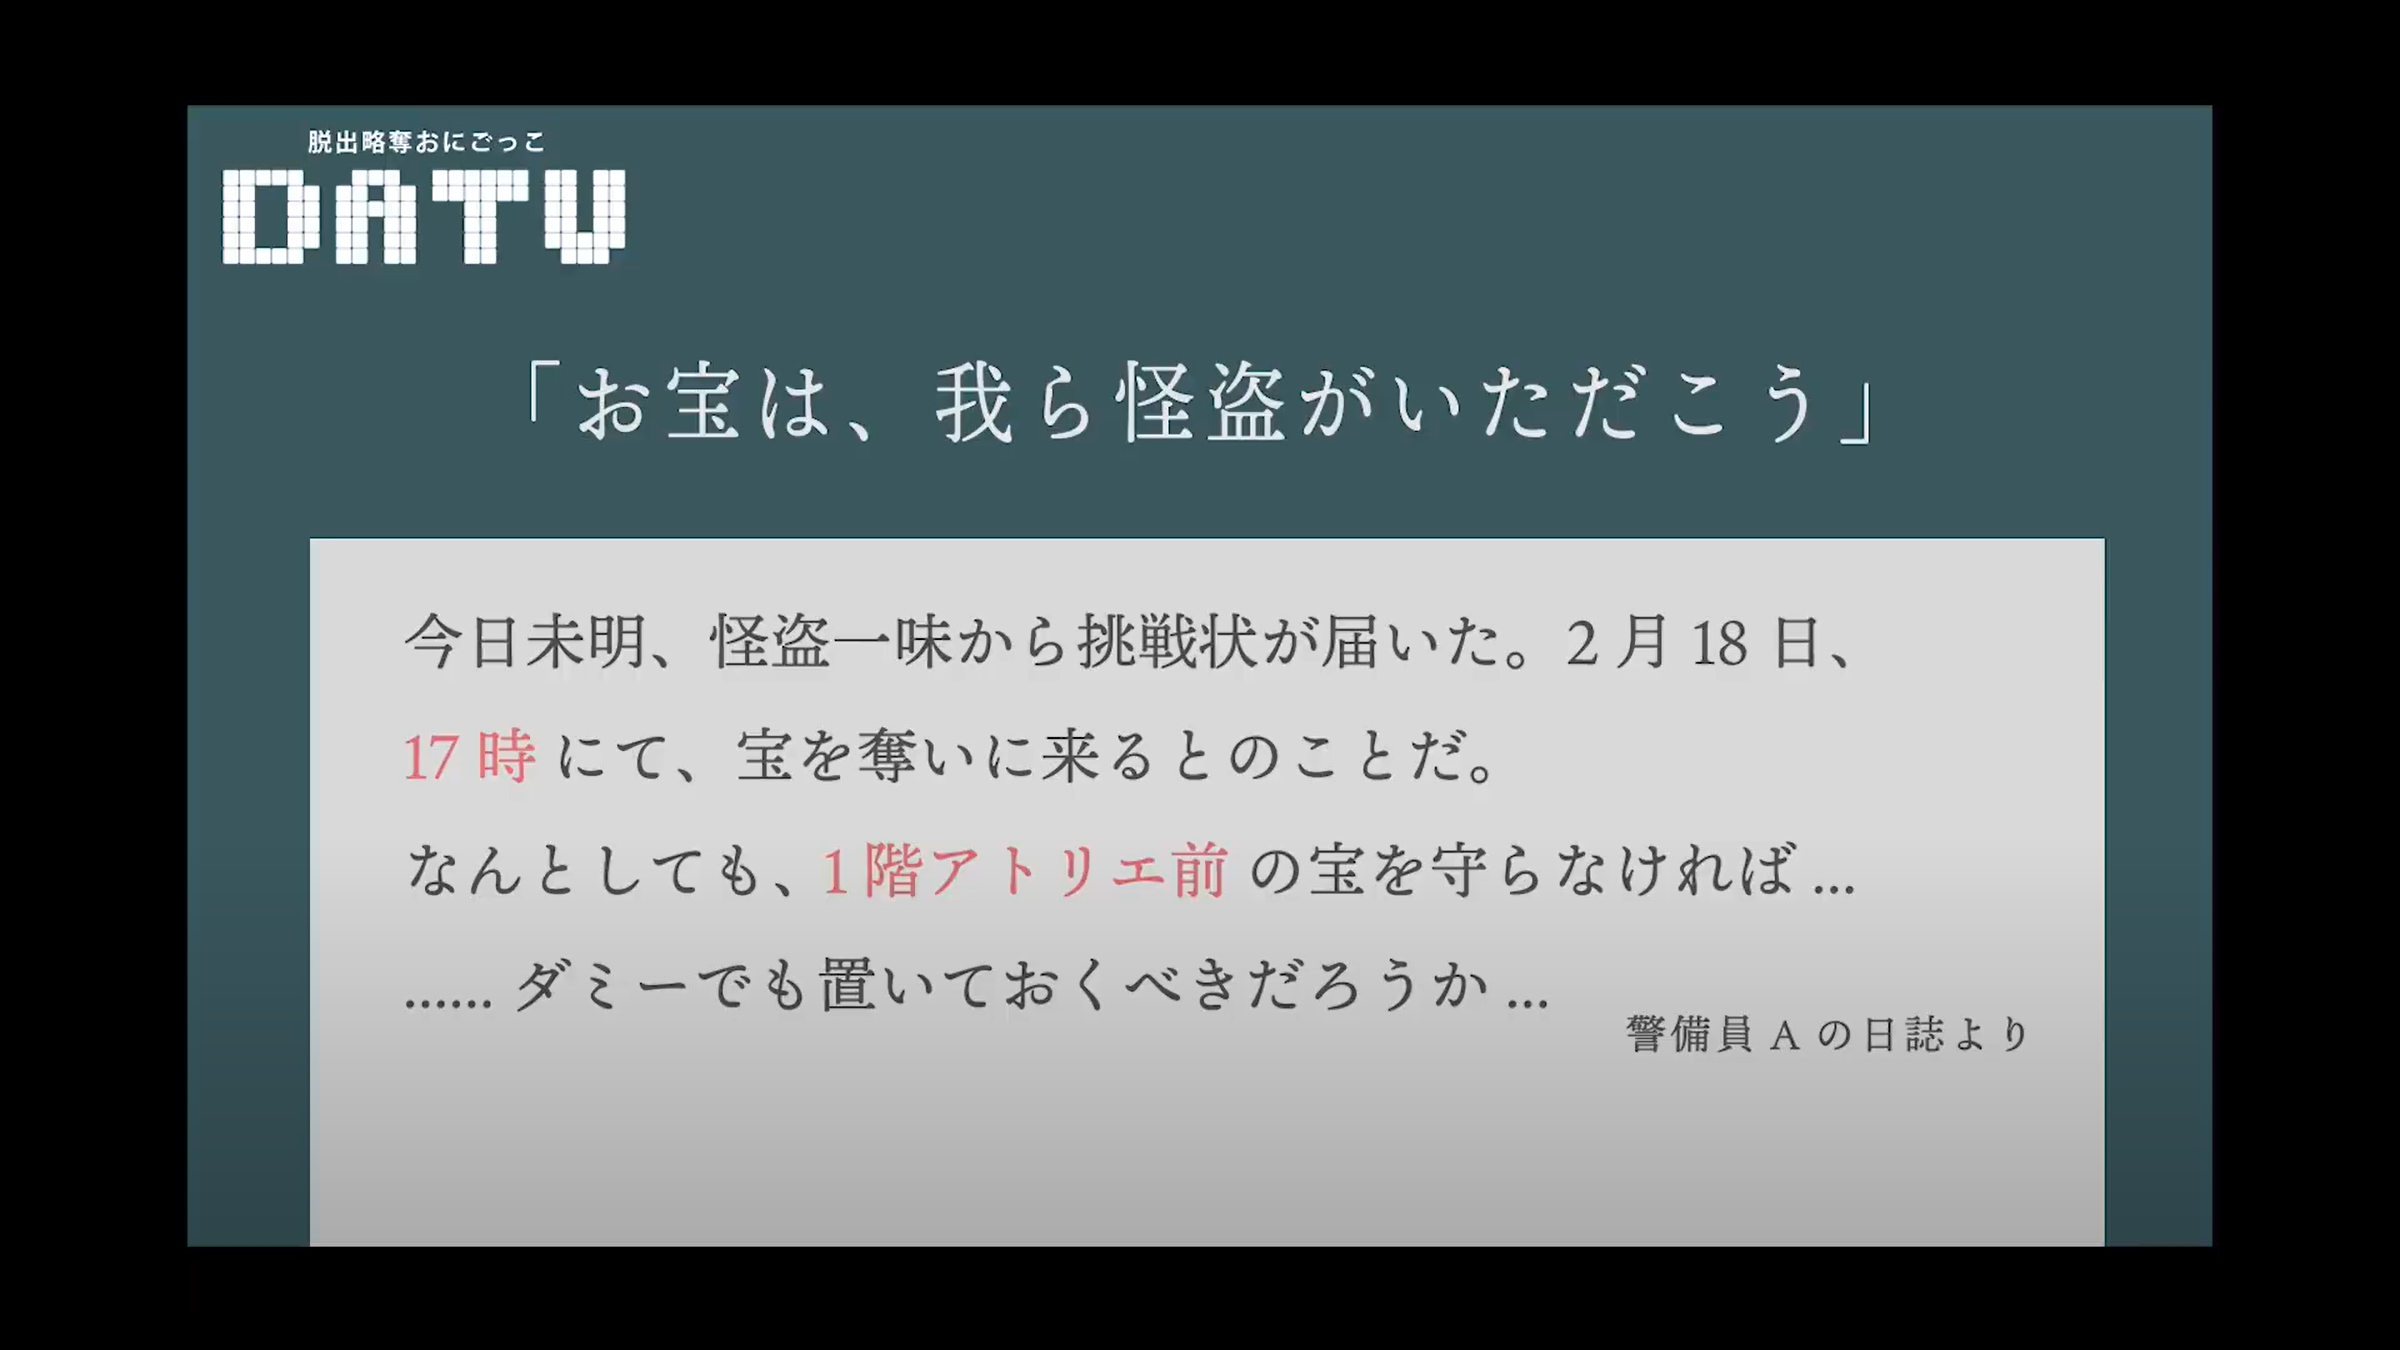 脱出略奪おにごっこ
DATU
「お宝は、我ら怪盗がいただこう」
今日未明、怪盗一味から挑戦状が届いた。2 月 18 日、
17 時 にて、宝を奪いに来るとのことだ。
なんとしても、1 階アトリエ前 の宝を守らなければ ...
...... ダミーでも置いておくべきだろうか ...
警備員 A の日誌より